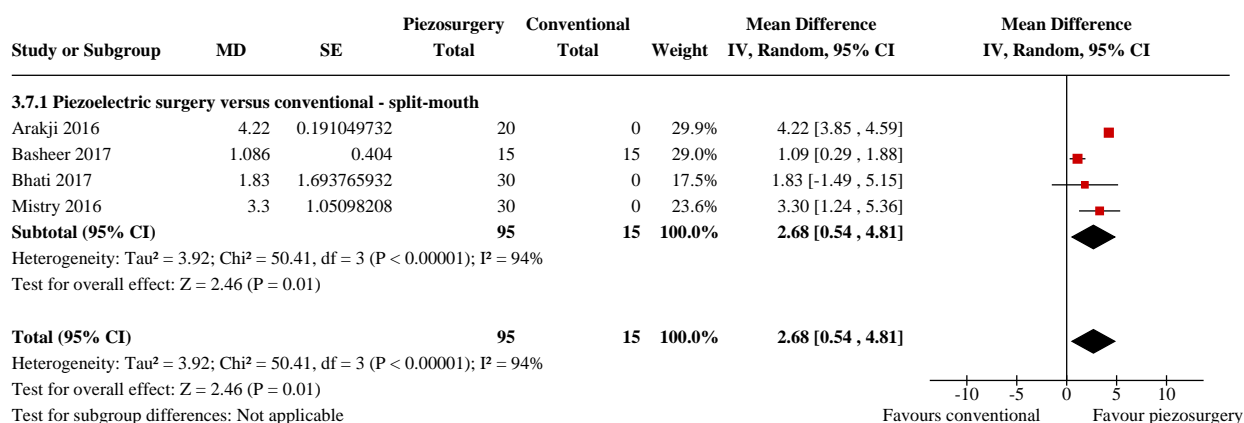 Piezosurgery Conventional Mean Difference Mean Difference
Study or Subgroup MD SE Total Total Weight IV, Random, 95% CI IV, Random, 95% CI
3.7.1 Piezoelectric surgery versus conventional - split-mouth
Arakji 2016 4.22 0.191049732 20 0 29.9% 4.22 [3.85 , 4.59]
Basheer 2017 1.086 0.404 15 15 29.0% 1.09 [0.29 , 1.88]
Bhati 2017 1.83 1.693765932 30 0 17.5% 1.83 [-1.49 , 5.15]
Mistry 2016 3.3 1.05098208 30 0 23.6% 3.30 [1.24 , 5.36]
Subtotal (95% CI) 95 15 100.0% 2.68 [0.54 , 4.81]
Heterogeneity: Tau² = 3.92; Chi² = 50.41, df = 3 (P < 0.00001); I² = 94%
Test for overall effect: Z = 2.46 (P = 0.01)
Total (95% CI) 95 15 100.0% 2.68 [0.54 , 4.81]
Heterogeneity: Tau² = 3.92; Chi² = 50.41, df = 3 (P < 0.00001); I² = 94%
Test for overall effect: Z = 2.46 (P = 0.01) -10 -5 0 5 10
Test for subgroup differences: Not applicable Favours conventional Favour piezosurgery